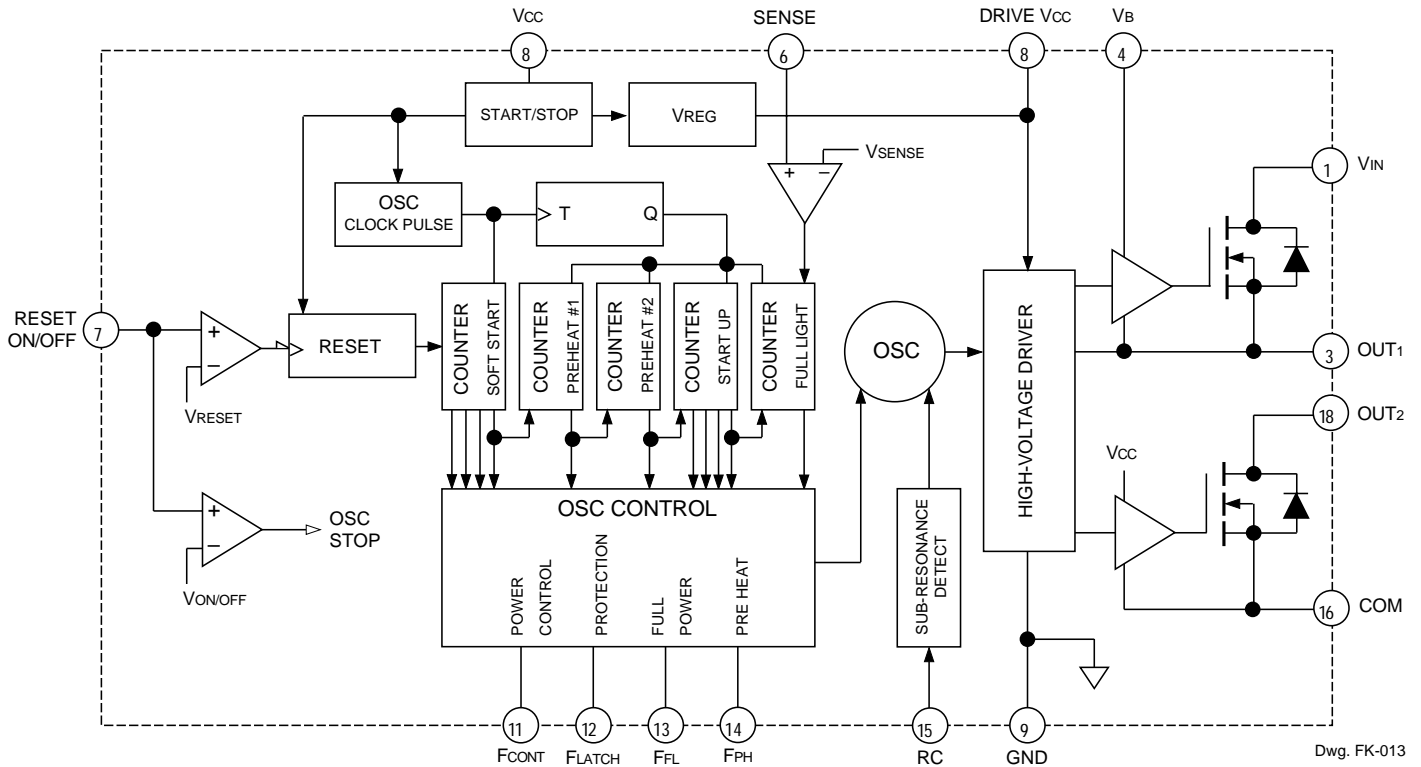 VCC
SENSE
DRIVE VCC
VB
8
6
8
4
START/STOP
VREG
VSENSE
1
VIN
+
−
OSC
CLOCK PULSE
T
Q
RESET
ON/OFF
7
+
−
RESET
COUNTER
SOFT START
COUNTER
PREHEAT #1
COUNTER
PREHEAT #2
COUNTER
START UP
COUNTER
FULL LIGHT
OSC
HIGH-VOLTAGE DRIVER
3
OUT1
VRESET
18
OUT2
VCC
OSC CONTROL
+
−
OSC
STOP
VON/OFF
POWER
CONTROL
PROTECTION
FULL
POWER
PRE HEAT
SUB-RESONANCE
DETECT
16
COM
11
12
13
14
15
9
FCONT
FLATCH
FFL
FPH
RC
GND
Dwg. FK-013